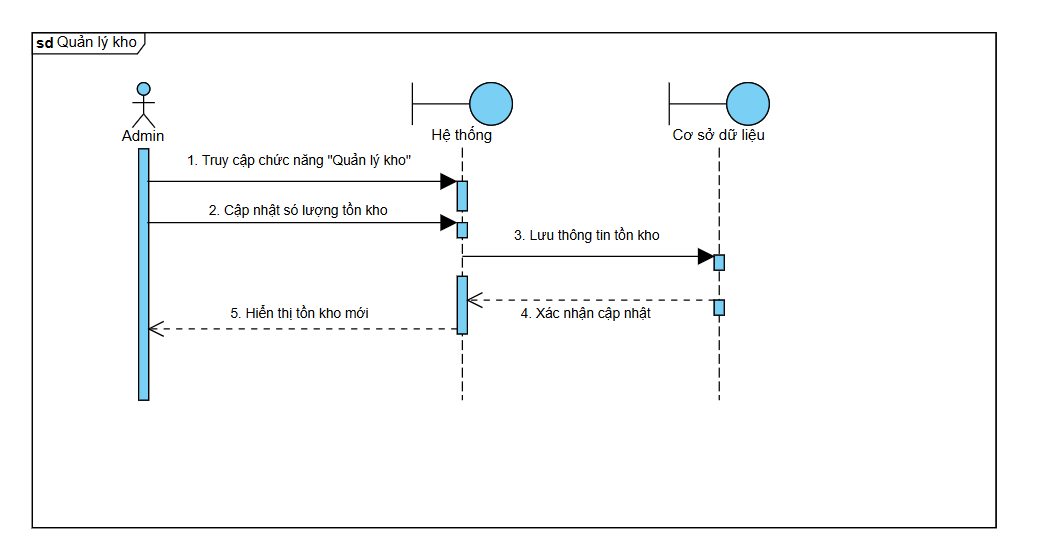 sd Quản lý kho
Admin
Hệ thống
Cơ sở dữ liệu
1. Truy cập chức năng "Quản lý kho"
2. Cập nhật só lượng tồn kho
3. Lưu thông tin tồn kho
4. Xác nhận cập nhật
5. Hiển thị tồn kho mới